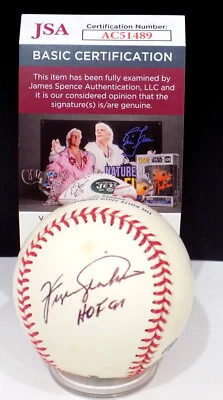 JSA
Certification Number:
AC51489
BASIC CERTIFICATION
This item has been fully examined by
James Spence Authentication, LLC and it
is our considered opinion that the
signature(s) is/are genuine.
NATURE
HOF 91